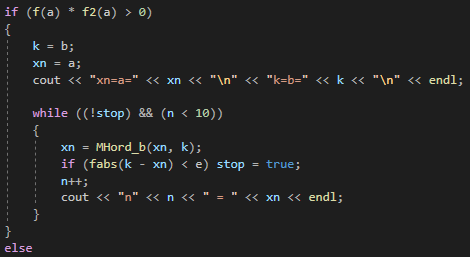 if (f(a) * f2(a) > 0)
{
k = b;
xn = a;
cout << "xn=a=" << xn << "\n" << "k=b=" << k << "\n" << endl;
while ((!stop) && (n < 10))
{
xn = MHord_b(xn, k);
if (fabs(k - xn) < e) stop = true;
n++;
cout << "n" << n << " = " << xn << endl;
}
}
else